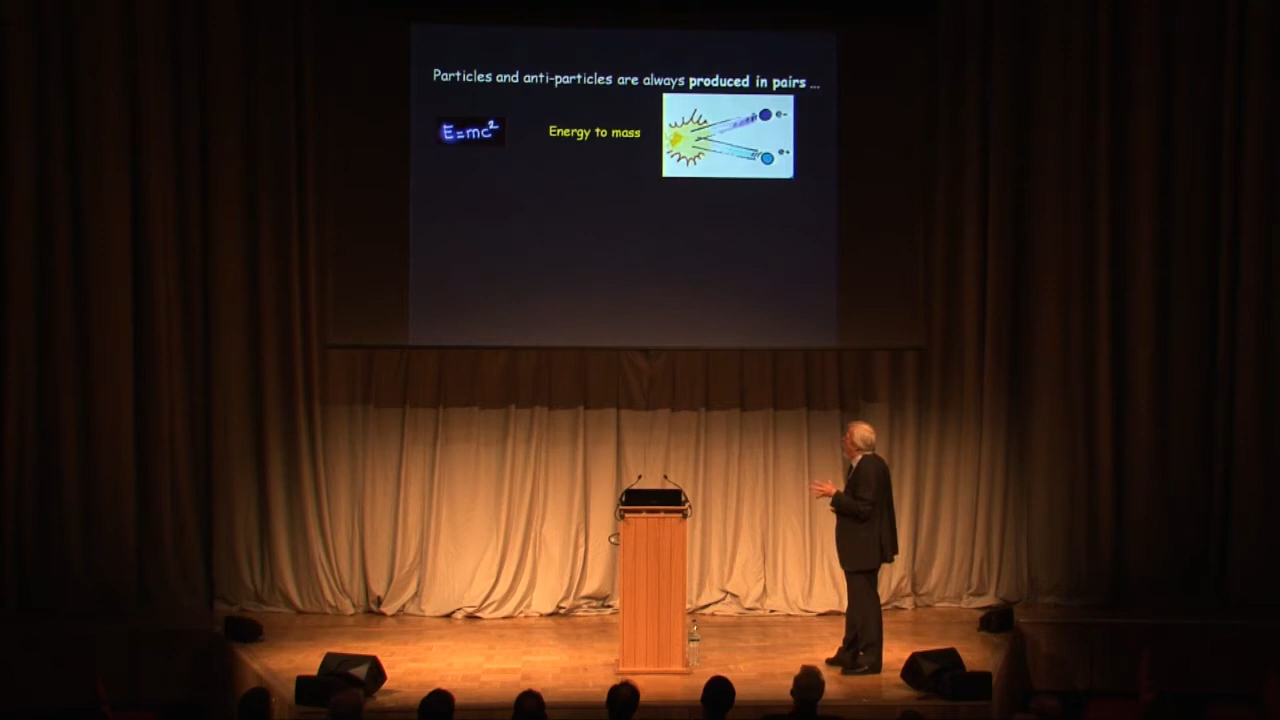 Particles and anti-particles are always produced in pairs ...
E=mc²
Energy to mass
e-
e+